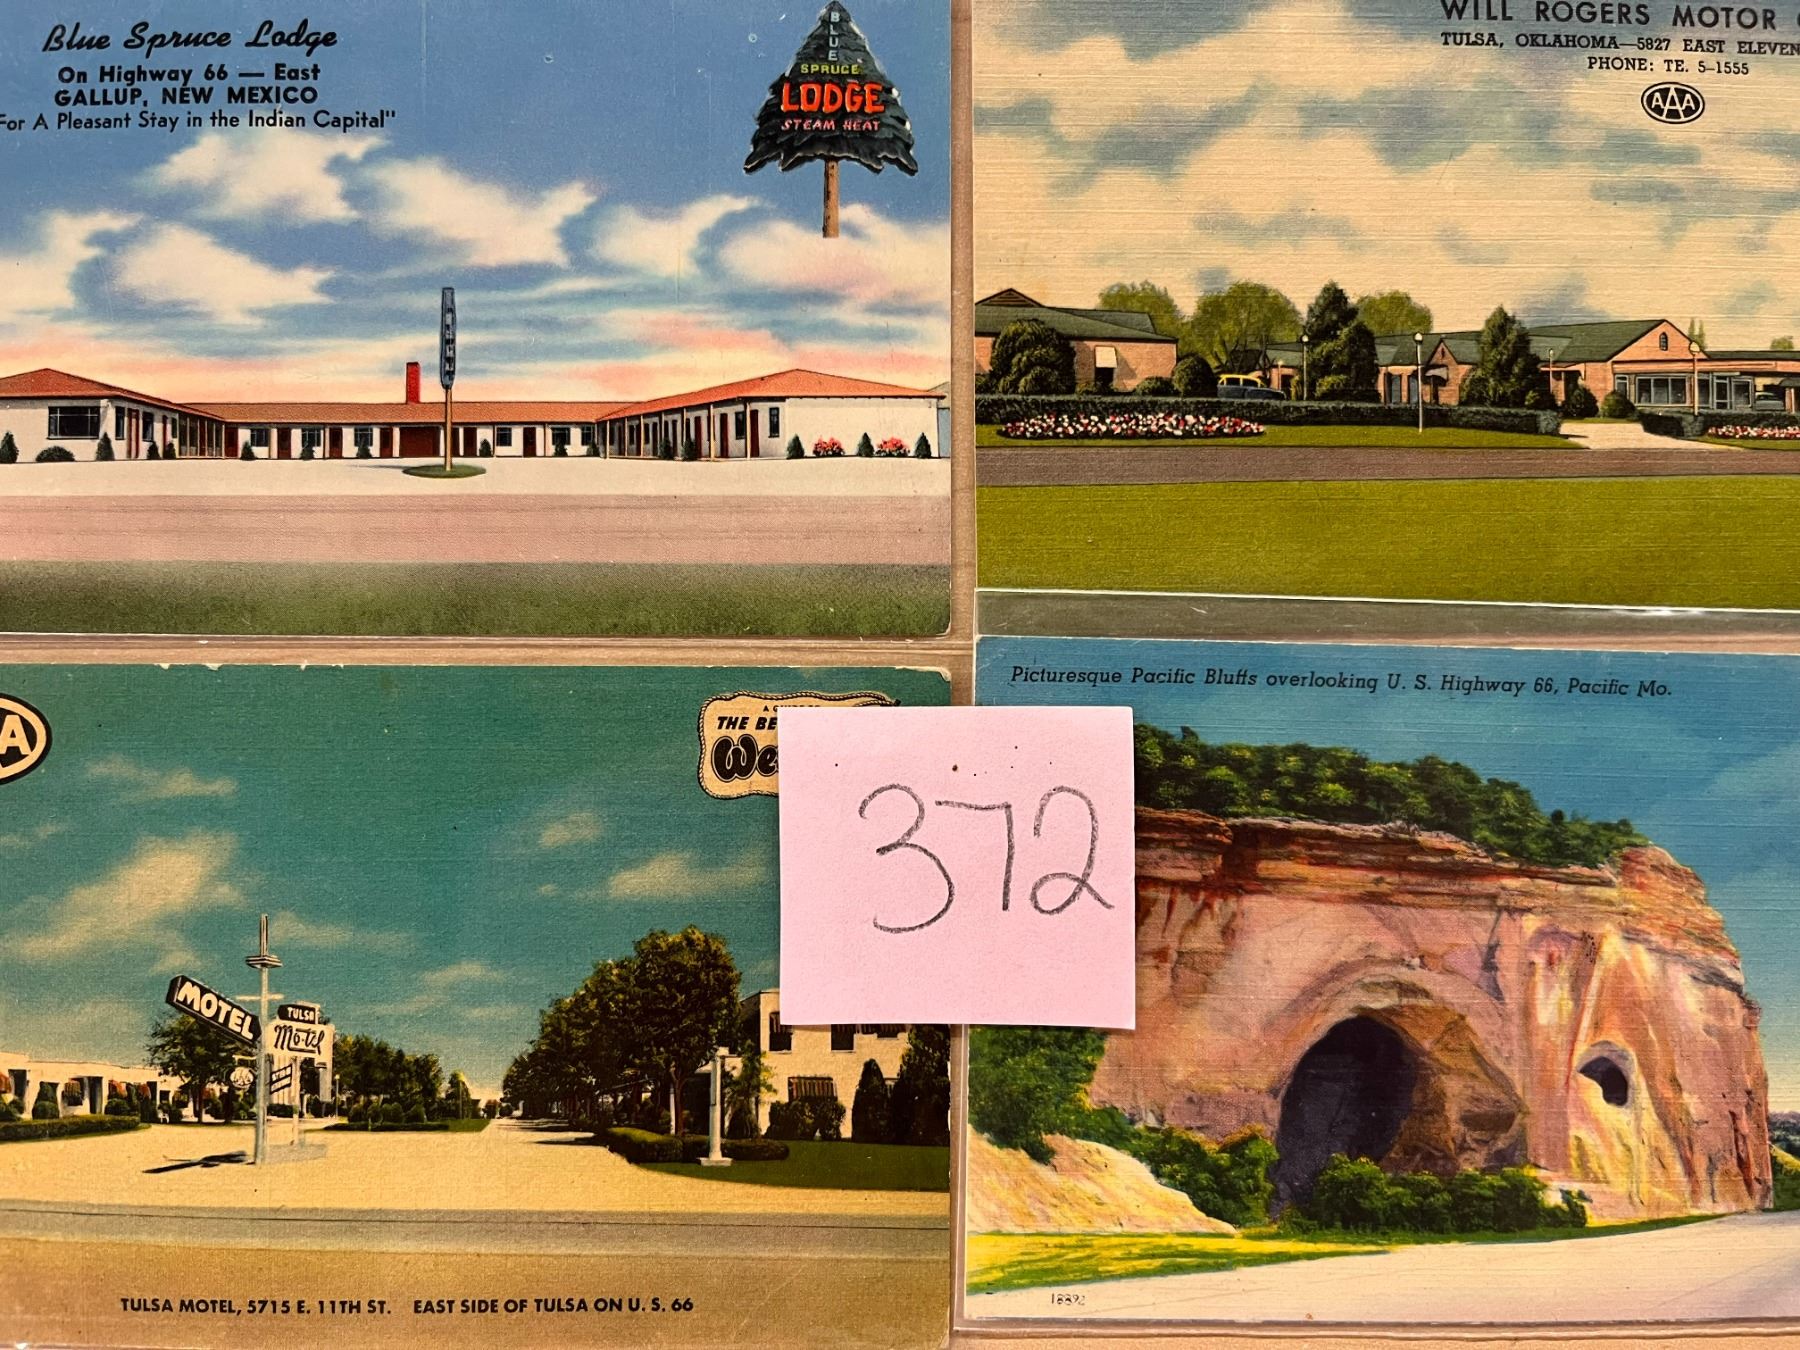 Blue Spruce Lodge
On Highway 66 — East
GALLUP, NEW MEXICO
For A Pleasant Stay in the Indian Capital"
BLUE
SPRUCE
LODGE
STEAM HEAT
WILL ROGERS MOTOR
TULSA, OKLAHOMA—5827 EAST ELEVEN
PHONE: TE. 5-1555
AAA
A
THE BE
We
MOTEL
TULSA
Mo-tel
TULSA MOTEL, 5715 E. 11TH ST. EAST SIDE OF TULSA ON U. S. 66
Picturesque Pacific Bluffs overlooking U. S. Highway 66, Pacific Mo.
18892
372